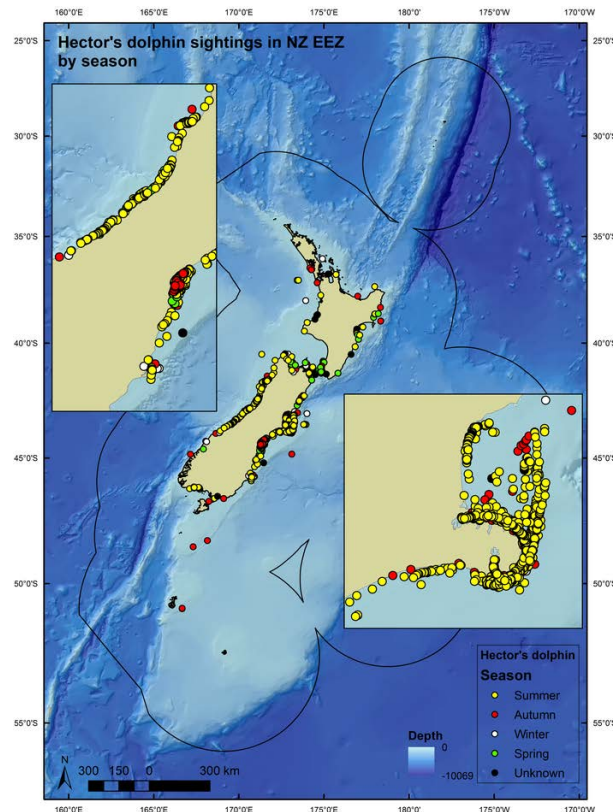 160°0'E
165°0'E
170°0'E
175°0'E
180°0'
175°0'W
170°0'W
Hector's dolphin sightings in NZ EEZ
by season
25°0'S
25°0'S
30°0'S
30°0'S
35°0'S
35°0'S
40°0'S
40°0'S
45°0'S
45°0'S
50°0'S
50°0'S
55°0'S
55°0'S
Hector's dolphin
Season
Summer
Autumn
Winter
Spring
Unknown
Depth
0
-10069
N
300 150 0 300 km
160°0'E
165°0'E
170°0'E
175°0'E
180°0'
175°0'W
170°0'W